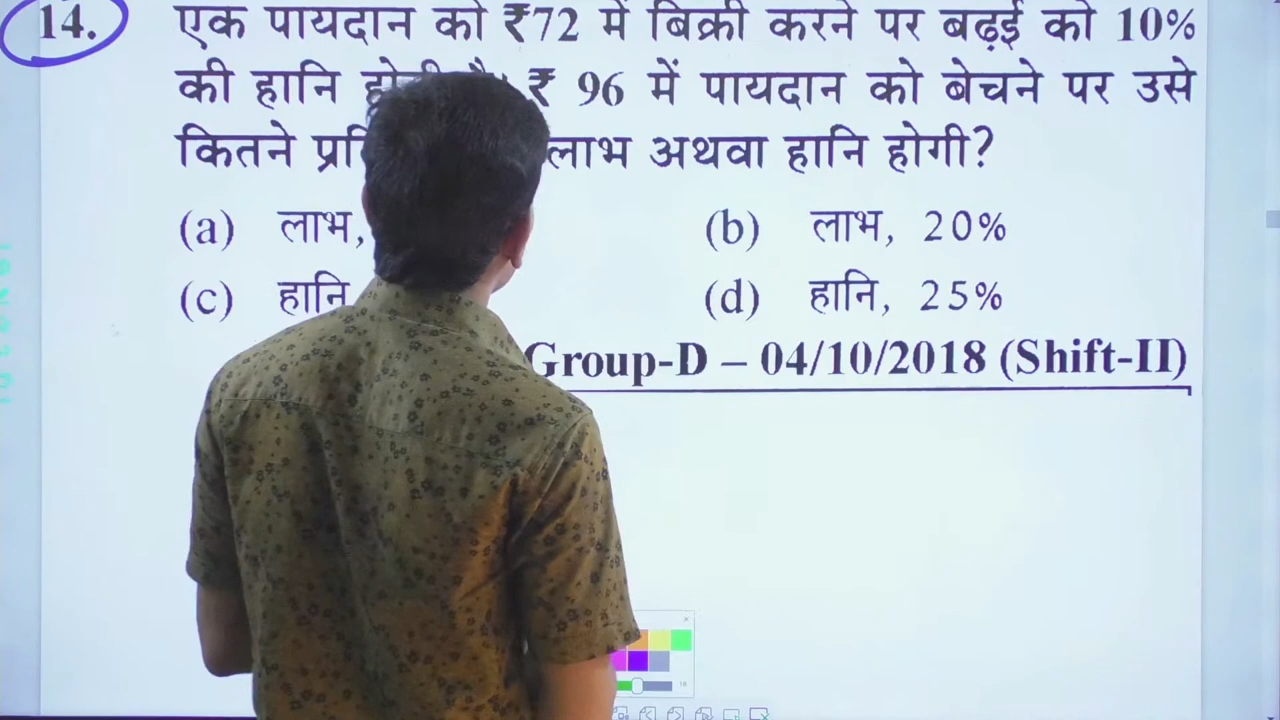 14. एक पायदान को ₹72 में बिक्री करने पर बढ़ई को 10%
की हानि ₹ 96 में पायदान को बेचने पर उसे
कितने लाभ अथवा हानि होगी?
(a) लाभ, (b) लाभ, 20%
(c) हानि (d) हानि, 25%
Group-D – 04/10/2018 (Shift-II)